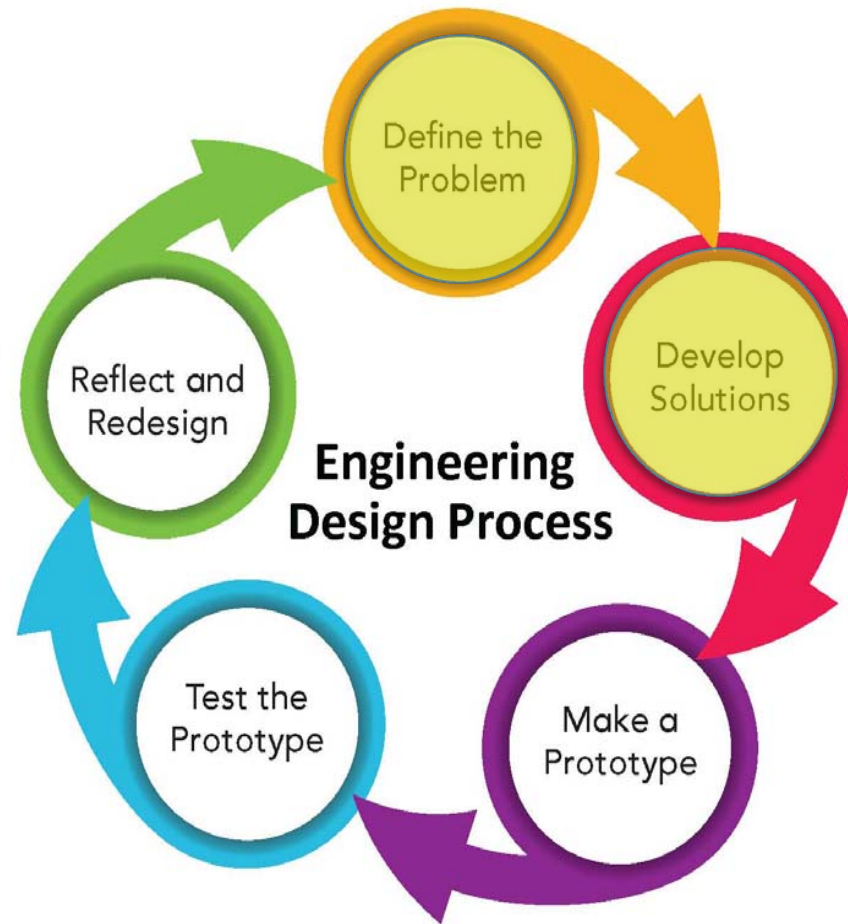 Define the
Problem
Develop
Solutions
Make a
Prototype
Test the
Prototype
Reflect and
Redesign
Engineering
Design Process